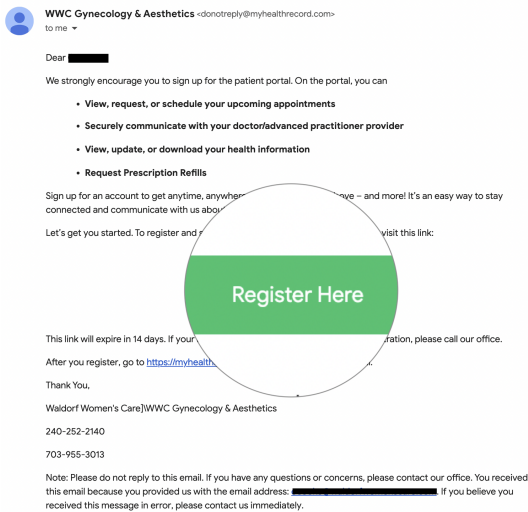 WWC Gynecology & Aesthetics <donotreply@myhealthrecord.com>
to me
Dear
We strongly encourage you to sign up for the patient portal. On the portal, you can
• View, request, or schedule your upcoming appointments
• Securely communicate with your doctor/advanced practitioner provider
• View, update, or download your health information
• Request Prescription Refills
Sign up for an account to get anytime, anywhere – and more! It's an easy way to stay
connected and communicate with us
Let's get you started. To register and visit this link:
Register Here
This link will expire in 14 days. If your please call our office.
After you register, go to
Thank You,
Waldorf Women's Care]\WWC Gynecology & Aesthetics
240-252-2140
703-955-3013
Note: Please do not reply to this email. If you have any questions or concerns, please contact our office. You received
this email because you provided us with the email address: If you believe you
received this message in error, please contact us immediately.